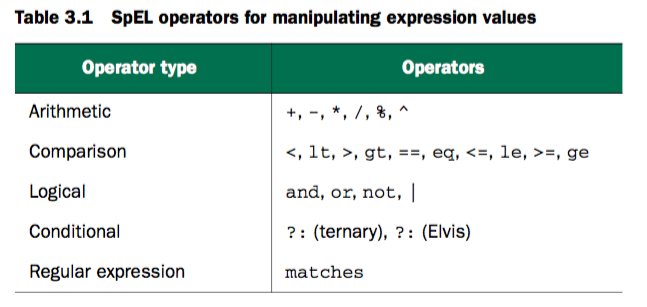 Table 3.1 SpEL operators for manipulating expression values
Operator type Operators
Arithmetic +, -, *, /, %, ^
Comparison <, lt, >, gt, ==, eq, <=, le, >=, ge
Logical and, or, not, |
Conditional ?: (ternary), ?: (Elvis)
Regular expression matches